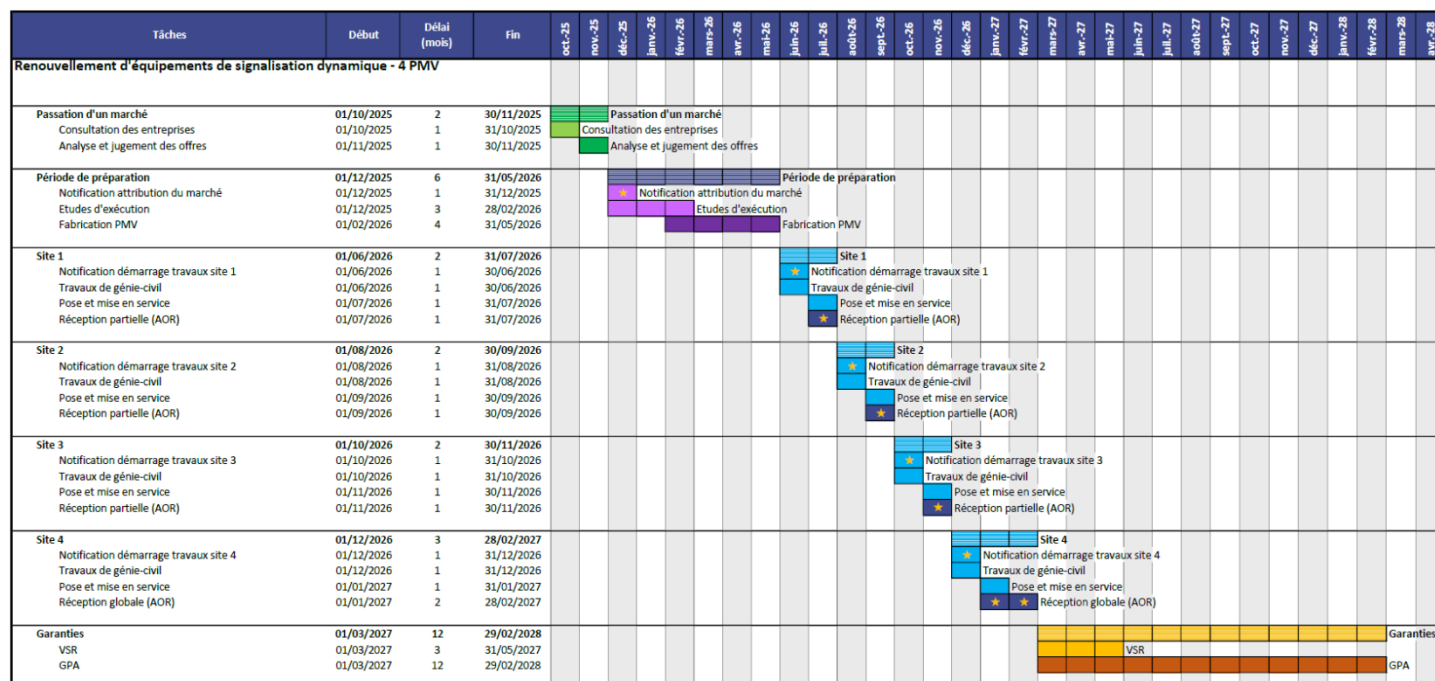 Tâches Début Délai (mois) Fin oct.-25 nov.-25 déc.-25 janv.-26 févr.-26 mars-26 avr.-26 mai-26 juin-26 juil.-26 août-26 sept.-26 oct.-26 nov.-26 déc.-26 janv.-27 févr.-27 mars-27 avr.-27 mai-27 juin-27 juil.-27 août-27 sept.-27 oct.-27 nov.-27 déc.-27 janv.-28 févr.-28 mars-28 avr.-28
Renouvellement d'équipements de signalisation dynamique - 4 PMV
Passation d'un marché 01/10/2025 2 30/11/2025 Passation d'un marché
Consultation des entreprises 01/10/2025 1 31/10/2025 Consultation des entreprises
Analyse et jugement des offres 01/11/2025 1 30/11/2025 Analyse et jugement des offres
Période de préparation 01/12/2025 6 31/05/2026 Période de préparation
Notification attribution du marché 01/12/2025 1 31/12/2025 Notification attribution du marché
Etudes d'exécution 01/12/2025 3 28/02/2026 Etudes d'exécution
Fabrication PMV 01/02/2026 4 31/05/2026 Fabrication PMV
Site 1 01/06/2026 2 31/07/2026 Site 1
Notification démarrage travaux site 1 01/06/2026 1 30/06/2026 Notification démarrage travaux site 1
Travaux de génie-civil 01/06/2026 1 30/06/2026 Travaux de génie-civil
Pose et mise en service 01/07/2026 1 31/07/2026 Pose et mise en service
Réception partielle (AOR) 01/07/2026 1 31/07/2026 Réception partielle (AOR)
Site 2 01/08/2026 2 30/09/2026 Site 2
Notification démarrage travaux site 2 01/08/2026 1 31/08/2026 Notification démarrage travaux site 2
Travaux de génie-civil 01/08/2026 1 31/08/2026 Travaux de génie-civil
Pose et mise en service 01/09/2026 1 30/09/2026 Pose et mise en service
Réception partielle (AOR) 01/09/2026 1 30/09/2026 Réception partielle (AOR)
Site 3 01/10/2026 2 30/11/2026 Site 3
Notification démarrage travaux site 3 01/10/2026 1 31/10/2026 Notification démarrage travaux site 3
Travaux de génie-civil 01/10/2026 1 31/10/2026 Travaux de génie-civil
Pose et mise en service 01/11/2026 1 30/11/2026 Pose et mise en service
Réception partielle (AOR) 01/11/2026 1 30/11/2026 Réception partielle (AOR)
Site 4 01/12/2026 3 28/02/2027 Site 4
Notification démarrage travaux site 4 01/12/2026 1 31/12/2026 Notification démarrage travaux site 4
Travaux de génie-civil 01/12/2026 1 31/12/2026 Travaux de génie-civil
Pose et mise en service 01/01/2027 1 31/01/2027 Pose et mise en service
Réception globale (AOR) 01/01/2027 2 28/02/2027 Réception globale (AOR)
Garanties 01/03/2027 12 29/02/2028 Garanties
VSR 01/03/2027 3 31/05/2027 VSR
GPA 01/03/2027 12 29/02/2028 GPA